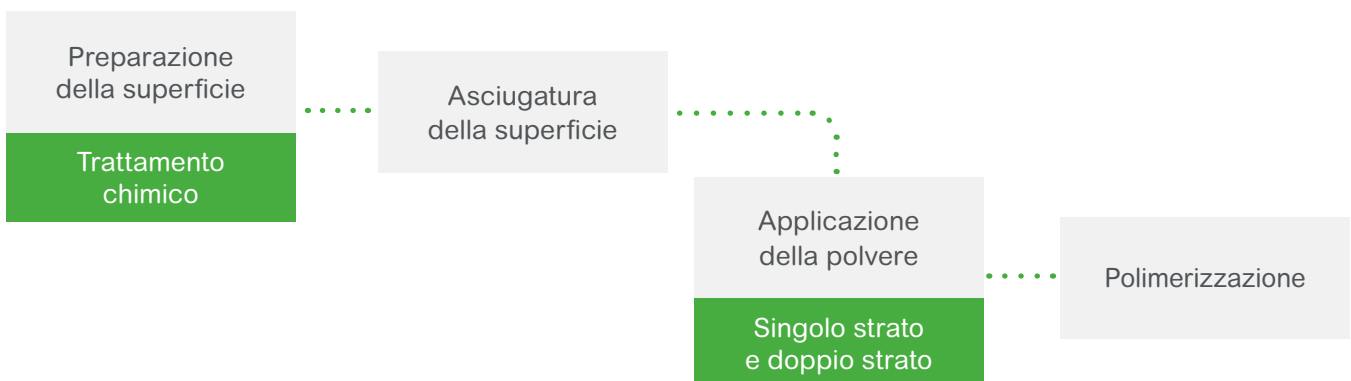 Preparazione
della superficie
Trattamento
chimico
Asciugatura
della superficie
Applicazione
della polvere
Singolo strato
e doppio strato
Polimerizzazione